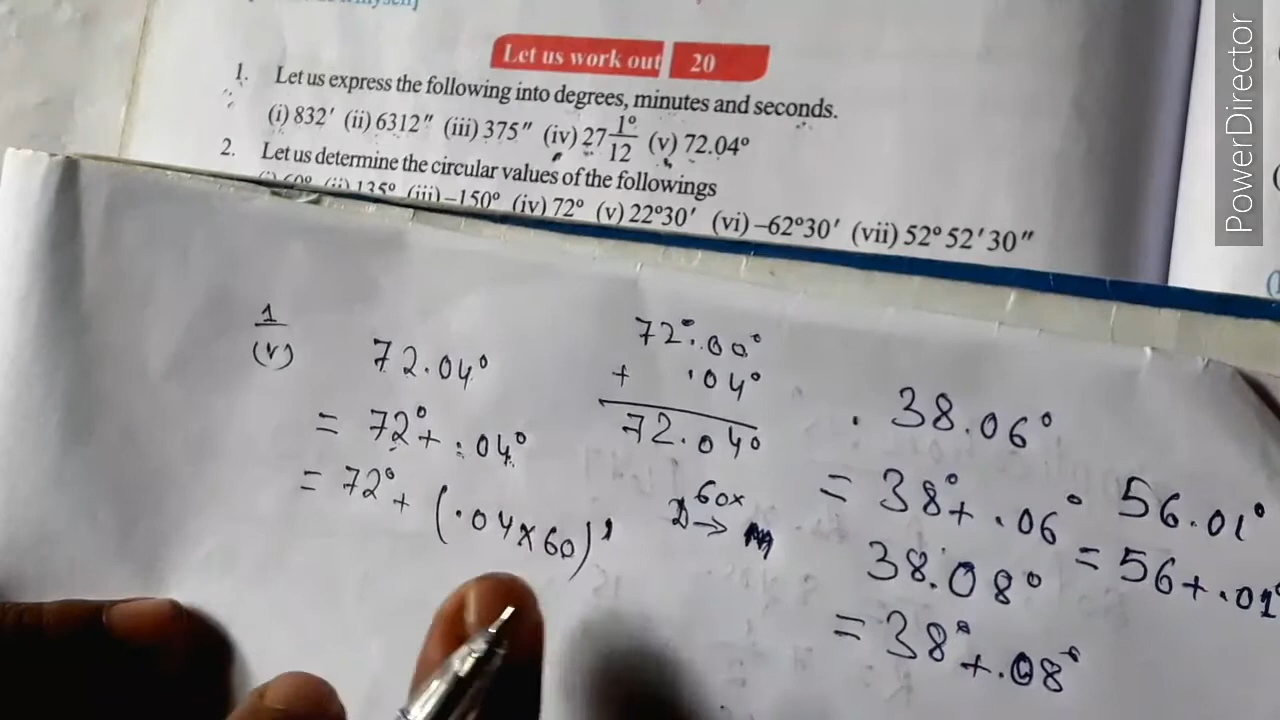 Let us work out 20
1. Let us express the following into degrees, minutes and seconds.
(i) 832′ (ii) 6312″ (iii) 375″ (iv) 27 1°/12 (v) 72.04°
2. Let us determine the circular values of the followings
(i) 60° (ii) 135° (iii) –150° (iv) 72° (v) 22°30′ (vi) –62°30′ (vii) 52° 52′30″
1/(v)
72.04°
= 72° + .04°
= 72° + (.04×60)′
72°.00°
+ .04°
72.04°
60×
D → m
38.06°
= 38° + .06°
38.08°
= 38° + .08°
56.01°
= 56 + .01°
PowerDirector